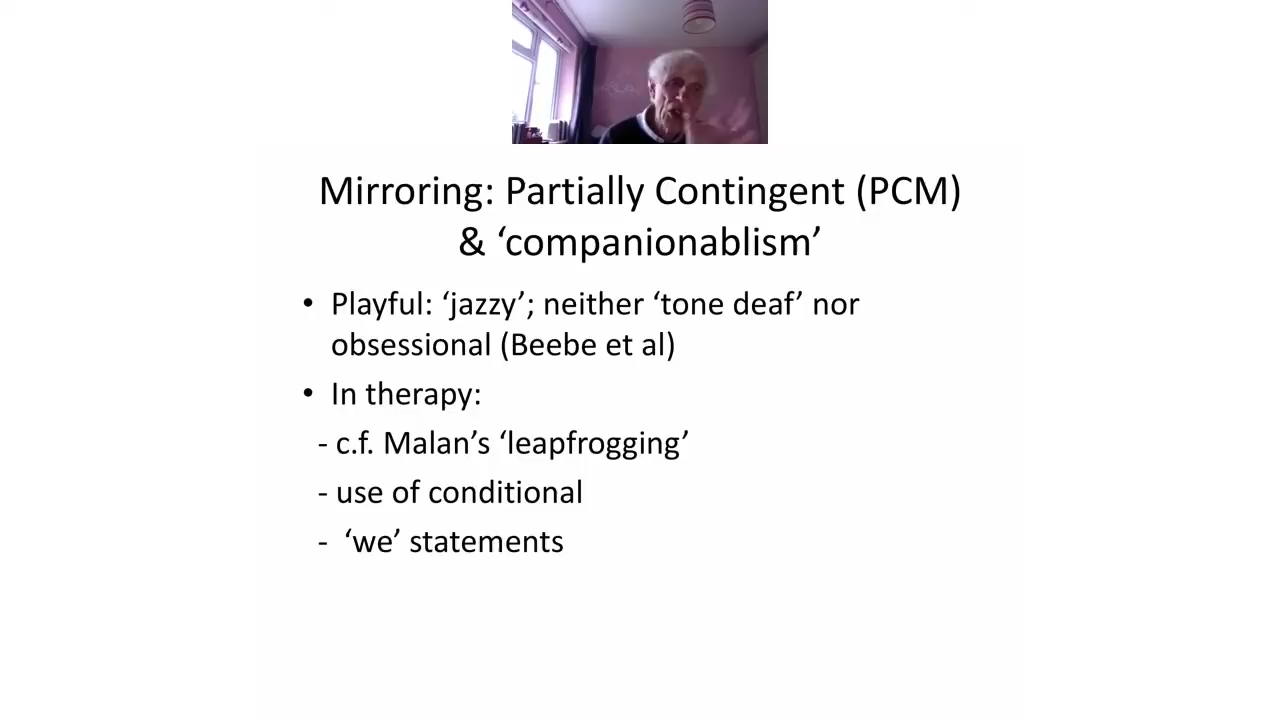 Mirroring: Partially Contingent (PCM)
& ‘companionablism’
• Playful: ‘jazzy’; neither ‘tone deaf’ nor
obsessional (Beebe et al)
• In therapy:
- c.f. Malan’s ‘leapfrogging’
- use of conditional
- ‘we’ statements